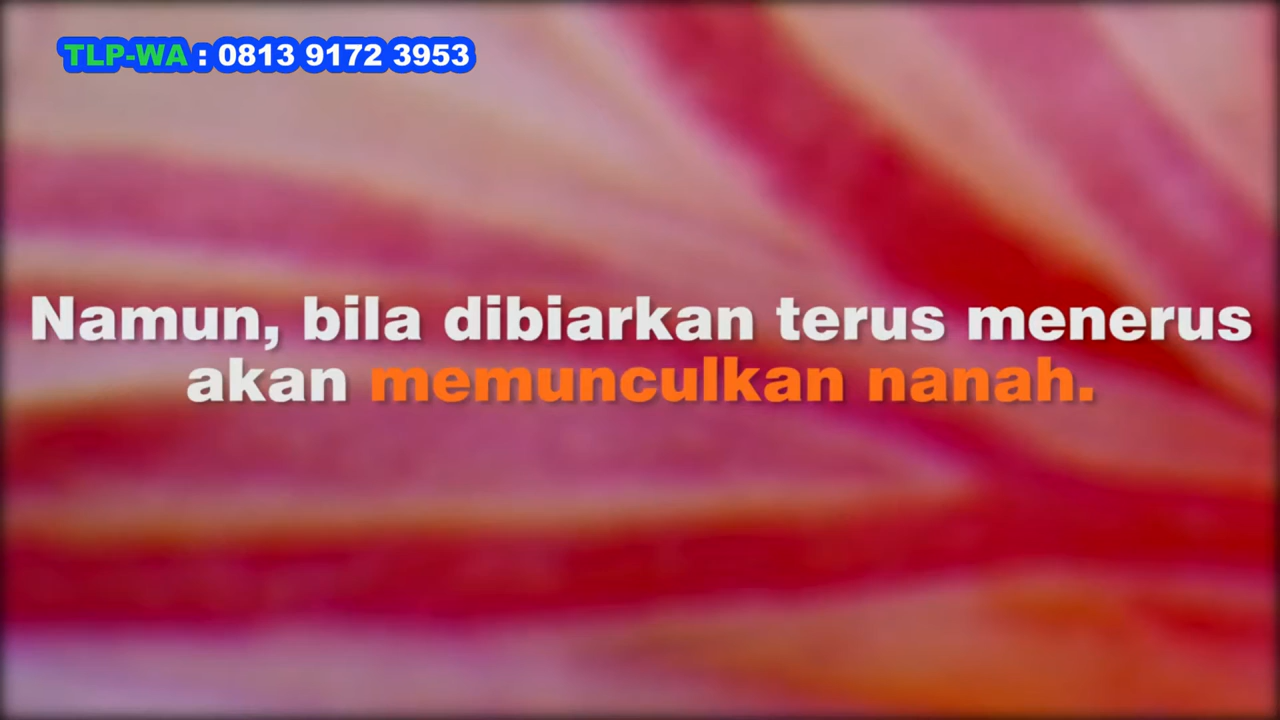 TLP-WA : 0813 9172 3953
Namun, bila dibiarkan terus menerus
akan memunculkan nanah.